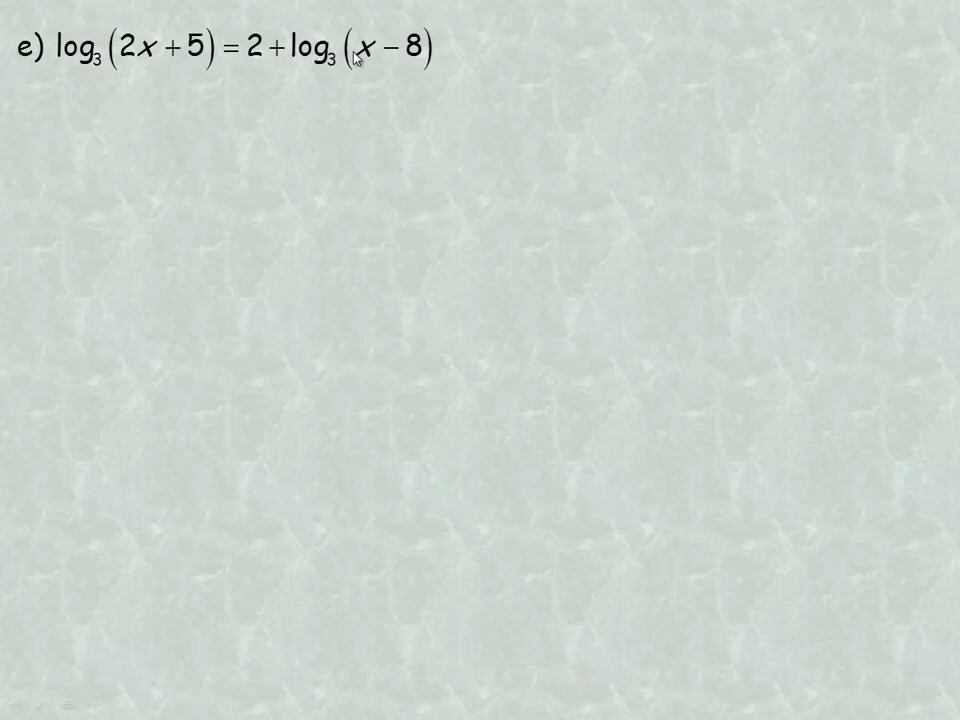 e) log₃(2x + 5) = 2 + log₃(x − 8)